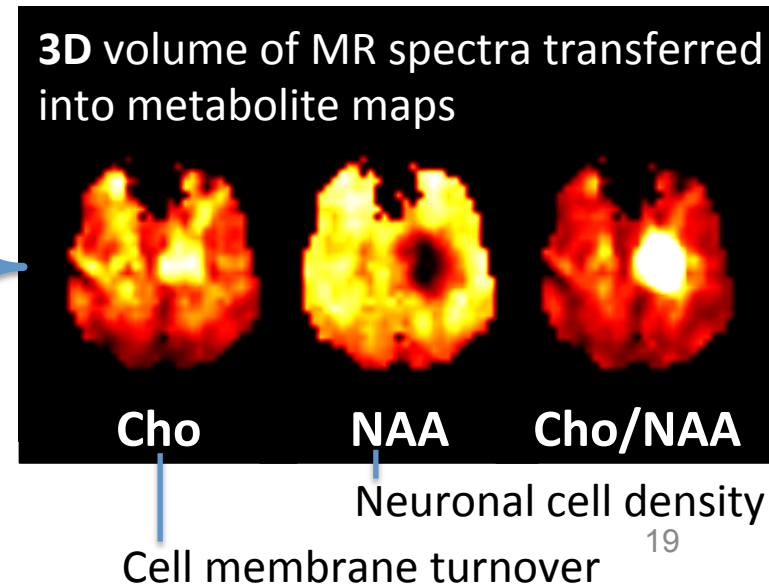 3D volume of MR spectra transferred
into metabolite maps
Cho NAA Cho/NAA
Neuronal cell density
19
Cell membrane turnover